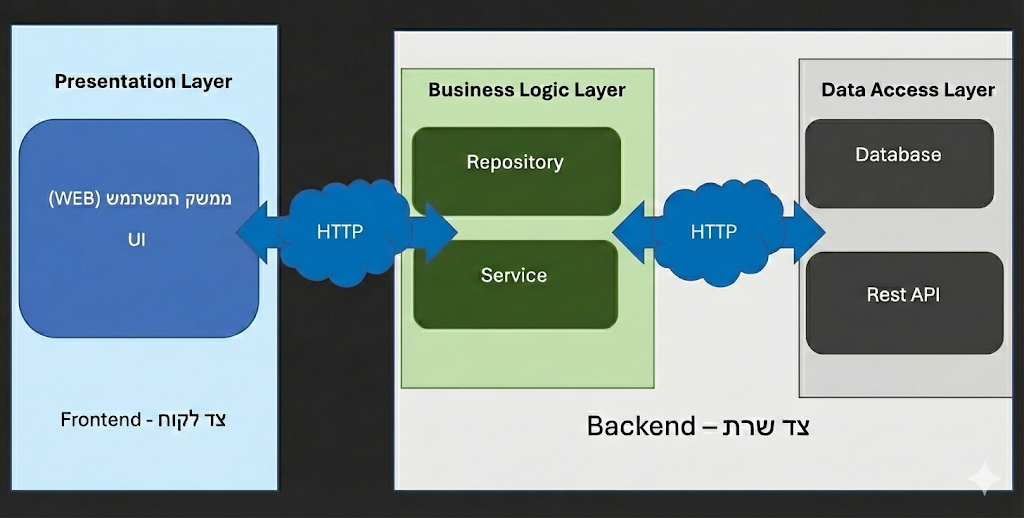 Presentation Layer
ממשק המשתמש (WEB)
UI
Frontend - צד לקוח
HTTP
Business Logic Layer
Repository
Service
HTTP
Data Access Layer
Database
Rest API
Backend – צד שרת